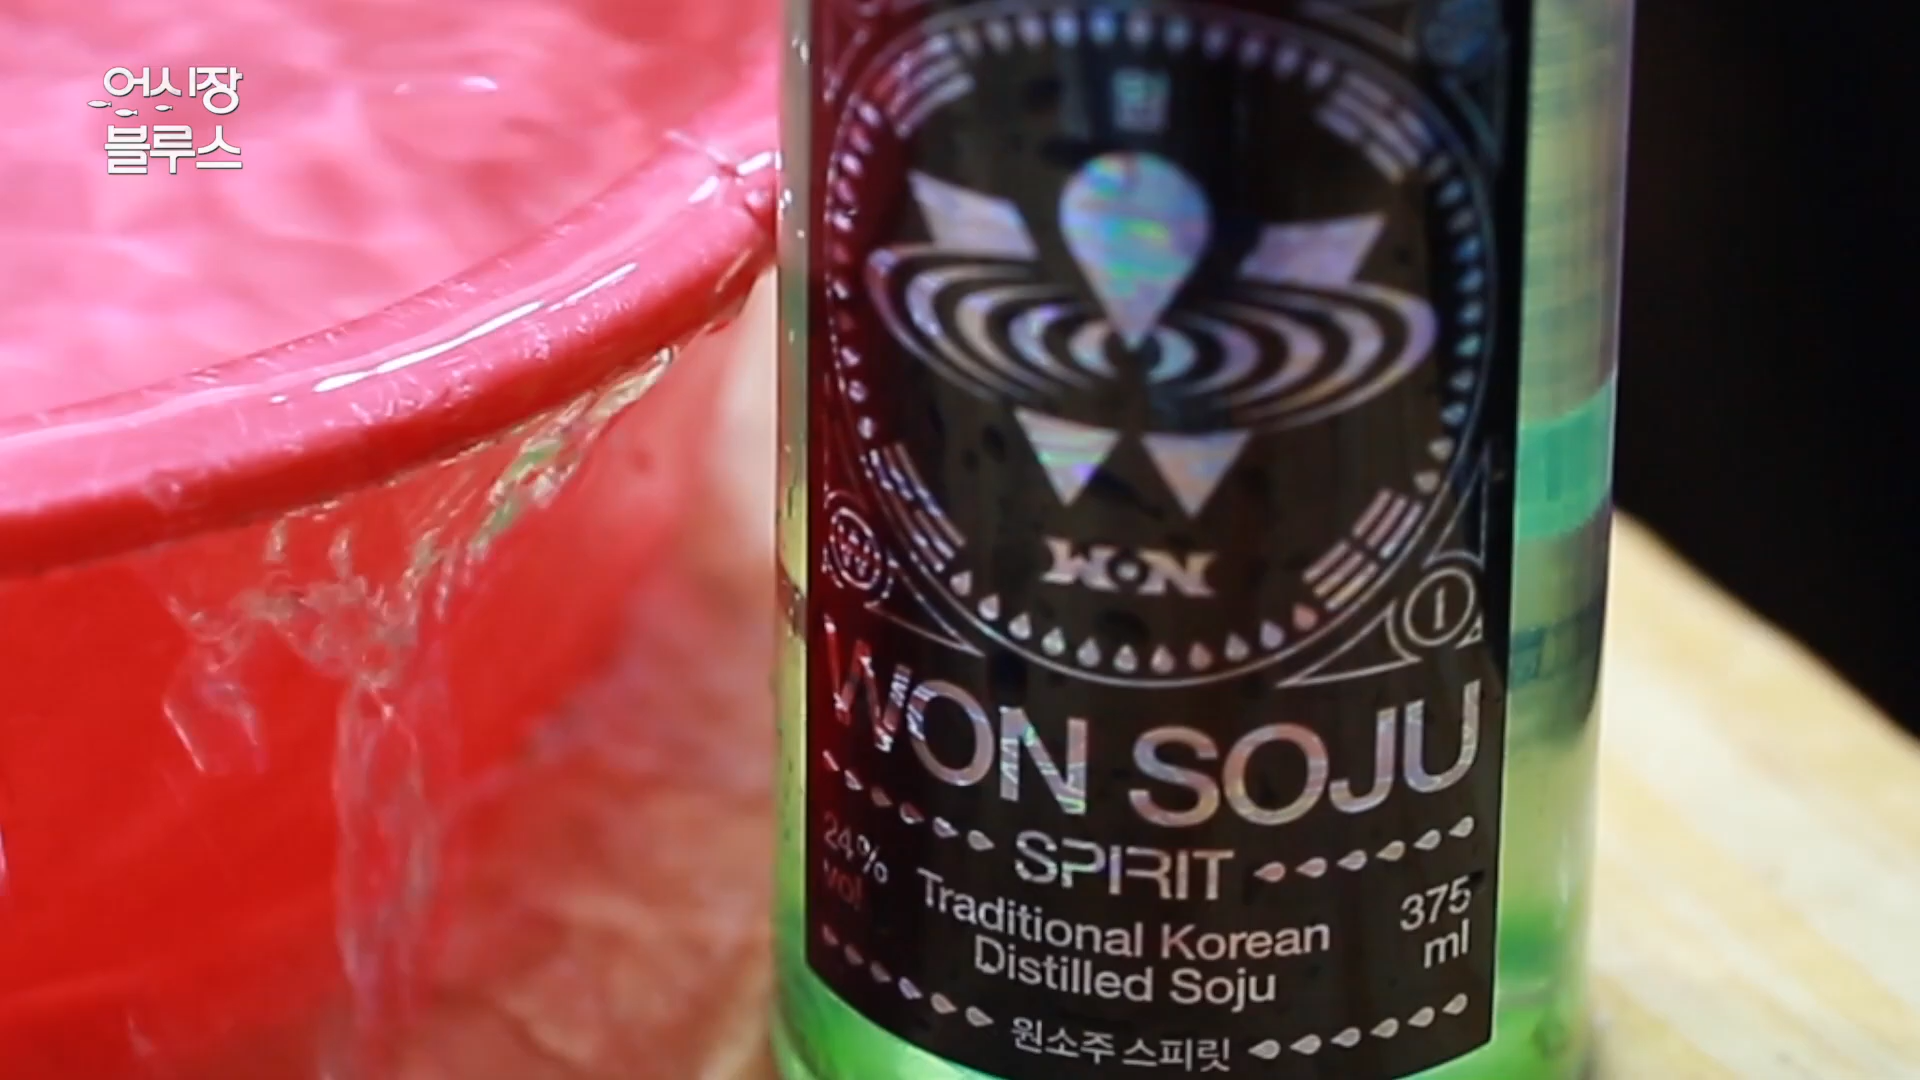 어시장
블루스
원
W·N
WON SOJU
SPIRIT
24%
vol
Traditional Korean
Distilled Soju
375
ml
원소주 스피릿